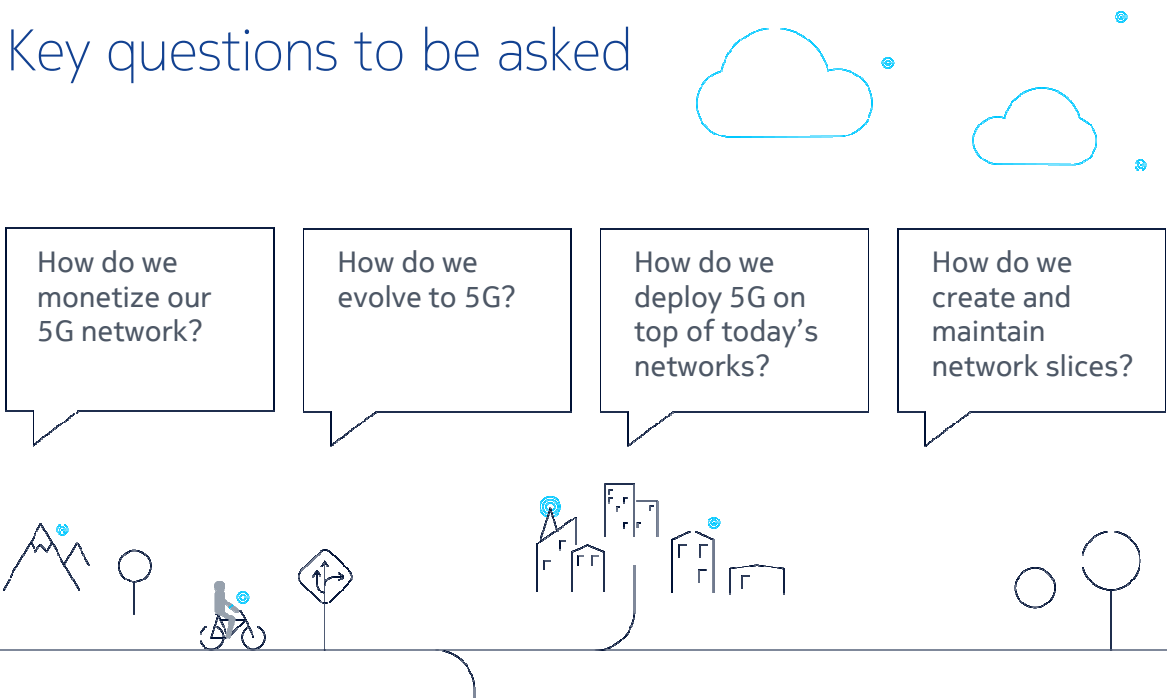 Key questions to be asked
How do we
monetize our
5G network?
How do we
evolve to 5G?
How do we
deploy 5G on
top of today’s
networks?
How do we
create and
maintain
network slices?